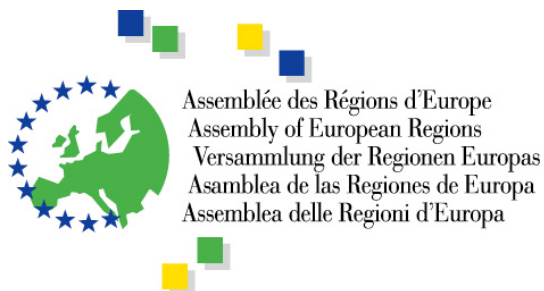 Assemblée des Régions d'Europe
Assembly of European Regions
Versammlung der Regionen Europas
Asamblea de las Regiones de Europa
Assemblea delle Regioni d'Europa